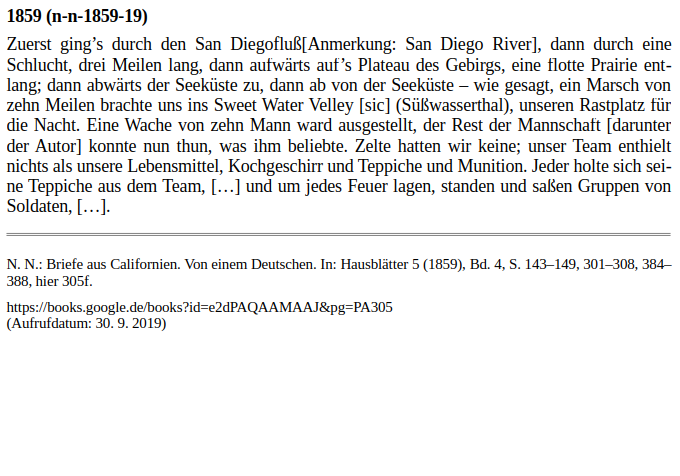 1859 (n-n-1859-19)
Zuerst ging’s durch den San Diegofluß[Anmerkung: San Diego River], dann durch eine
Schlucht, drei Meilen lang, dann aufwärts auf’s Plateau des Gebirgs, eine flotte Prairie ent-
lang; dann abwärts der Seeküste zu, dann ab von der Seeküste – wie gesagt, ein Marsch von
zehn Meilen brachte uns ins Sweet Water Velley [sic] (Süßwasserthal), unseren Rastplatz für
die Nacht. Eine Wache von zehn Mann ward ausgestellt, der Rest der Mannschaft [darunter
der Autor] konnte nun thun, was ihm beliebte. Zelte hatten wir keine; unser Team enthielt
nichts als unsere Lebensmittel, Kochgeschirr und Teppiche und Munition. Jeder holte sich sei-
ne Teppiche aus dem Team, […] und um jedes Feuer lagen, standen und saßen Gruppen von
Soldaten, […].
N. N.: Briefe aus Californien. Von einem Deutschen. In: Hausblätter 5 (1859), Bd. 4, S. 143–149, 301–308, 384–
388, hier 305f.
https://books.google.de/books?id=e2dPAQAAMAAJ&pg=PA305
(Aufrufdatum: 30. 9. 2019)